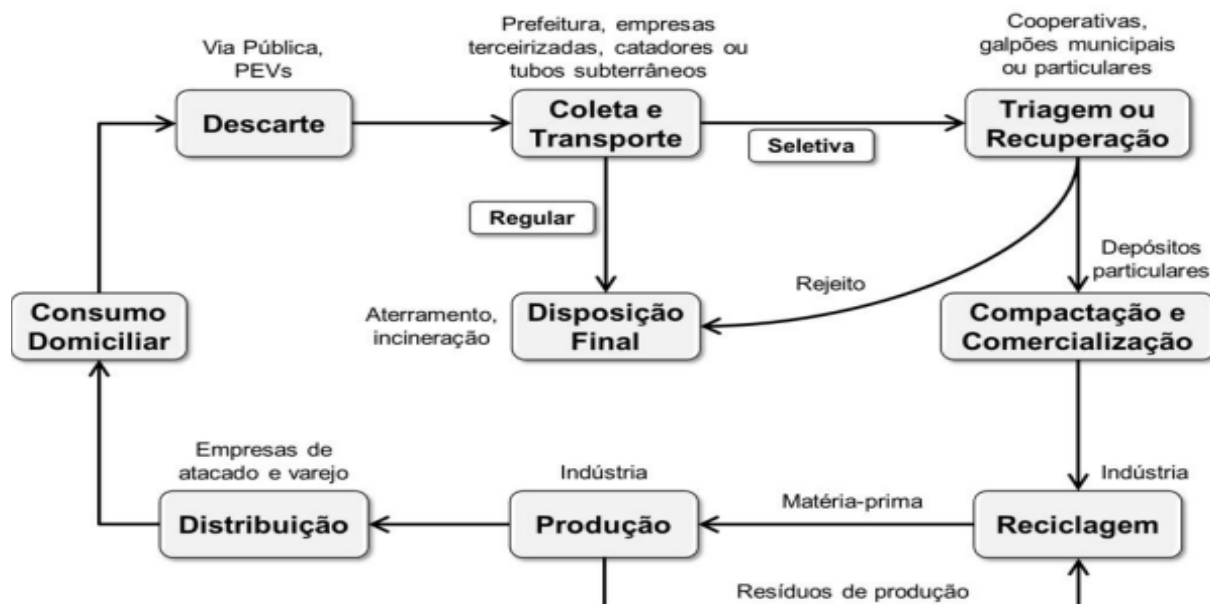 Via Pública,
PEVs
Descarte
Prefeitura, empresas
terceirizadas, catadores ou
tubos subterrâneos
Coleta e
Transporte
Seletiva
Cooperativas,
galpões municipais
ou particulares
Triagem ou
Recuperação
Regular
Rejeito
Depósitos
particulares
Consumo
Domiciliar
Aterramento,
incineração
Disposição
Final
Compactação e
Comercialização
Empresas de
atacado e varejo
Distribuição
Indústria
Produção
Matéria-prima
Indústria
Reciclagem
Resíduos de produção